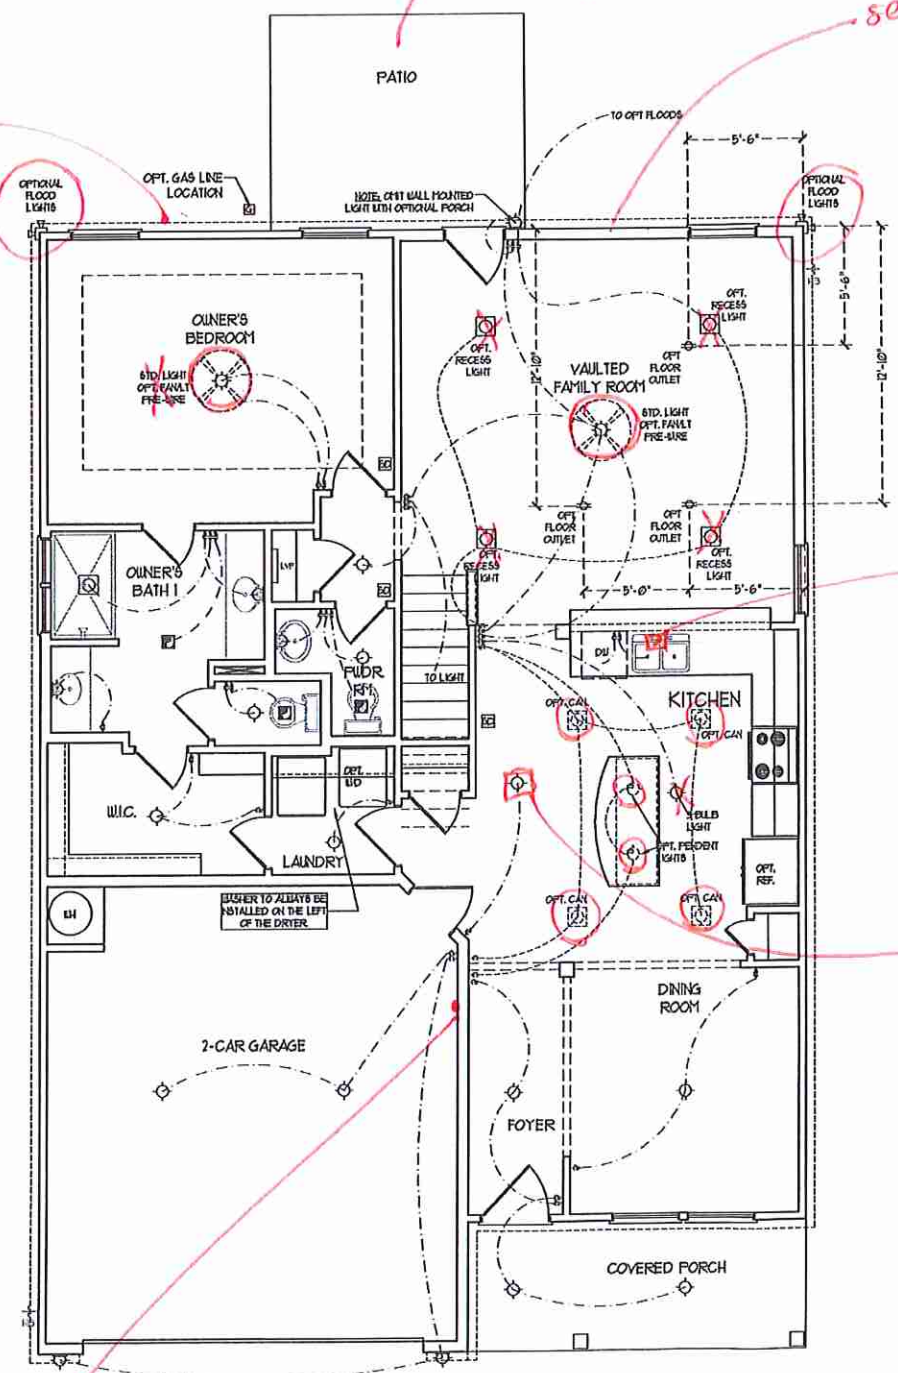 se
PATIO
TO OPT FLOODS
5'-6"
OPTIONAL
FLOOD
LIGHTS
OPT. GAS LINE
LOCATION
NOTE: OMIT WALL MOUNTED
LIGHT WITH OPTIONAL PORCH
OPTIONAL
FLOOD
LIGHTS
5'-6"
12'-10"
12'-10"
OWNER'S
BEDROOM
STD. LIGHT
OPT. FAN/LT
PRE-WIRE
OPT.
RECESS
LIGHT
OPT.
RECESS
LIGHT
VAULTED
FAMILY ROOM
OPT
FLOOR
OUTLET
STD. LIGHT
OPT. FAN/LT
PRE-WIRE
SD
OPT
FLOOR
OUTLET
OPT
FLOOR
OUTLET
OPT.
RECESS
LIGHT
OPT.
RECESS
LIGHT
OWNER'S
BATH 1
LVP
SD
5'-0"
5'-6"
PWDR
RM
TO LIGHT
DW
KITCHEN
SD
OPT. CAN
OPT. CAN
W.I.C.
OPT.
W/D
LAUNDRY
BULB
LIGHT
OPT. PENDENT
LIGHTS
OPT.
REF.
OPT. CAN
OPT. CAN
WH
WASHER TO ALWAYS BE
INSTALLED ON THE LEFT
OF THE DRYER
DINING
ROOM
2-CAR GARAGE
FOYER
COVERED PORCH